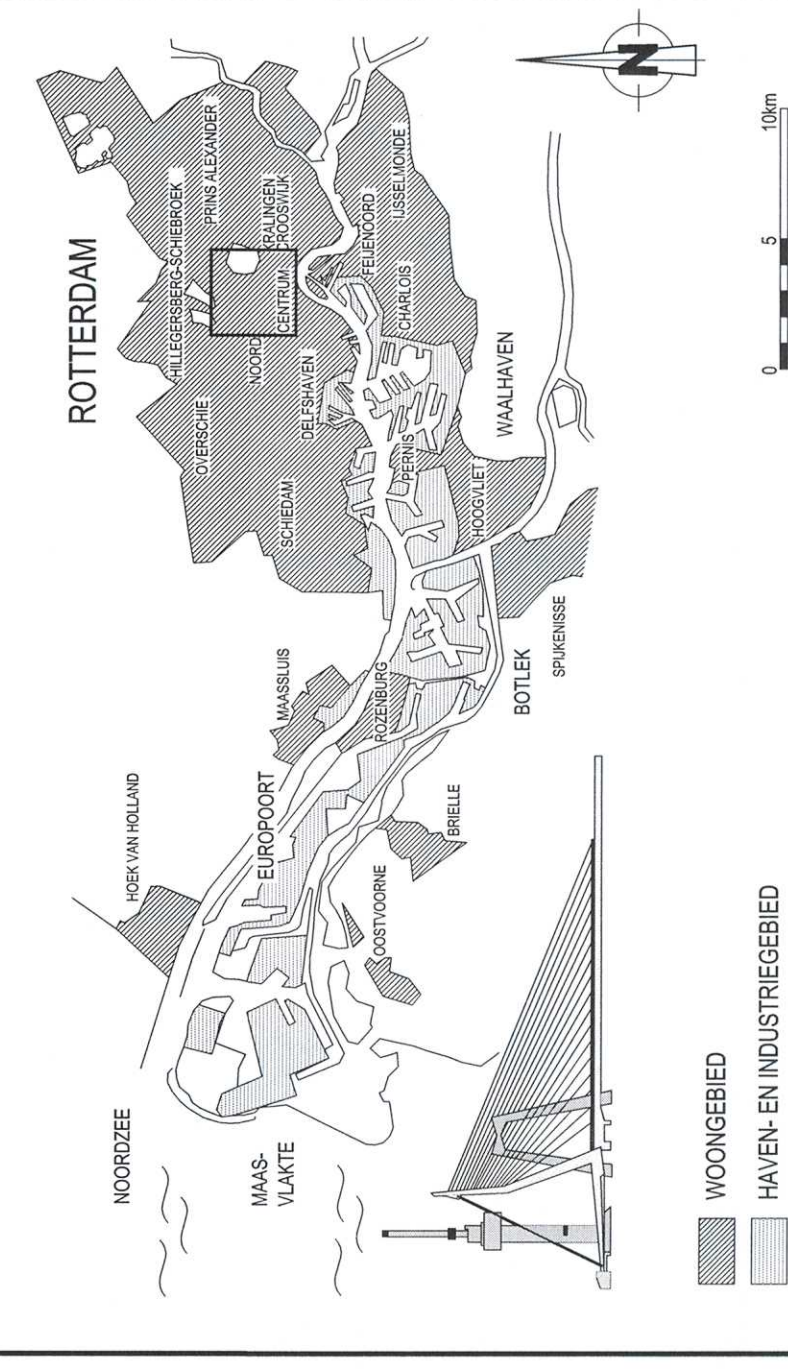 ROTTERDAM
HILLEGERSBERG-SCHIEBROEK
PRINS ALEXANDER
OVERSCHIE
NOORD
KRALINGEN
CROOSWIJK
CENTRUM
SCHIEDAM
DELFSHAVEN
FEIJENOORD
IJSSELMONDE
CHARLOIS
PERNIS
HOOGVLIET
WAALHAVEN
HOEK VAN HOLLAND
MAASSLUIS
EUROPOORT
ROZENBURG
BOTLEK
SPIJKENISSE
BRIELLE
OOSTVOORNE
NOORDZEE
MAAS-
VLAKTE
N
0 5 10km
WOONGEBIED
HAVEN- EN INDUSTRIEGEBIED